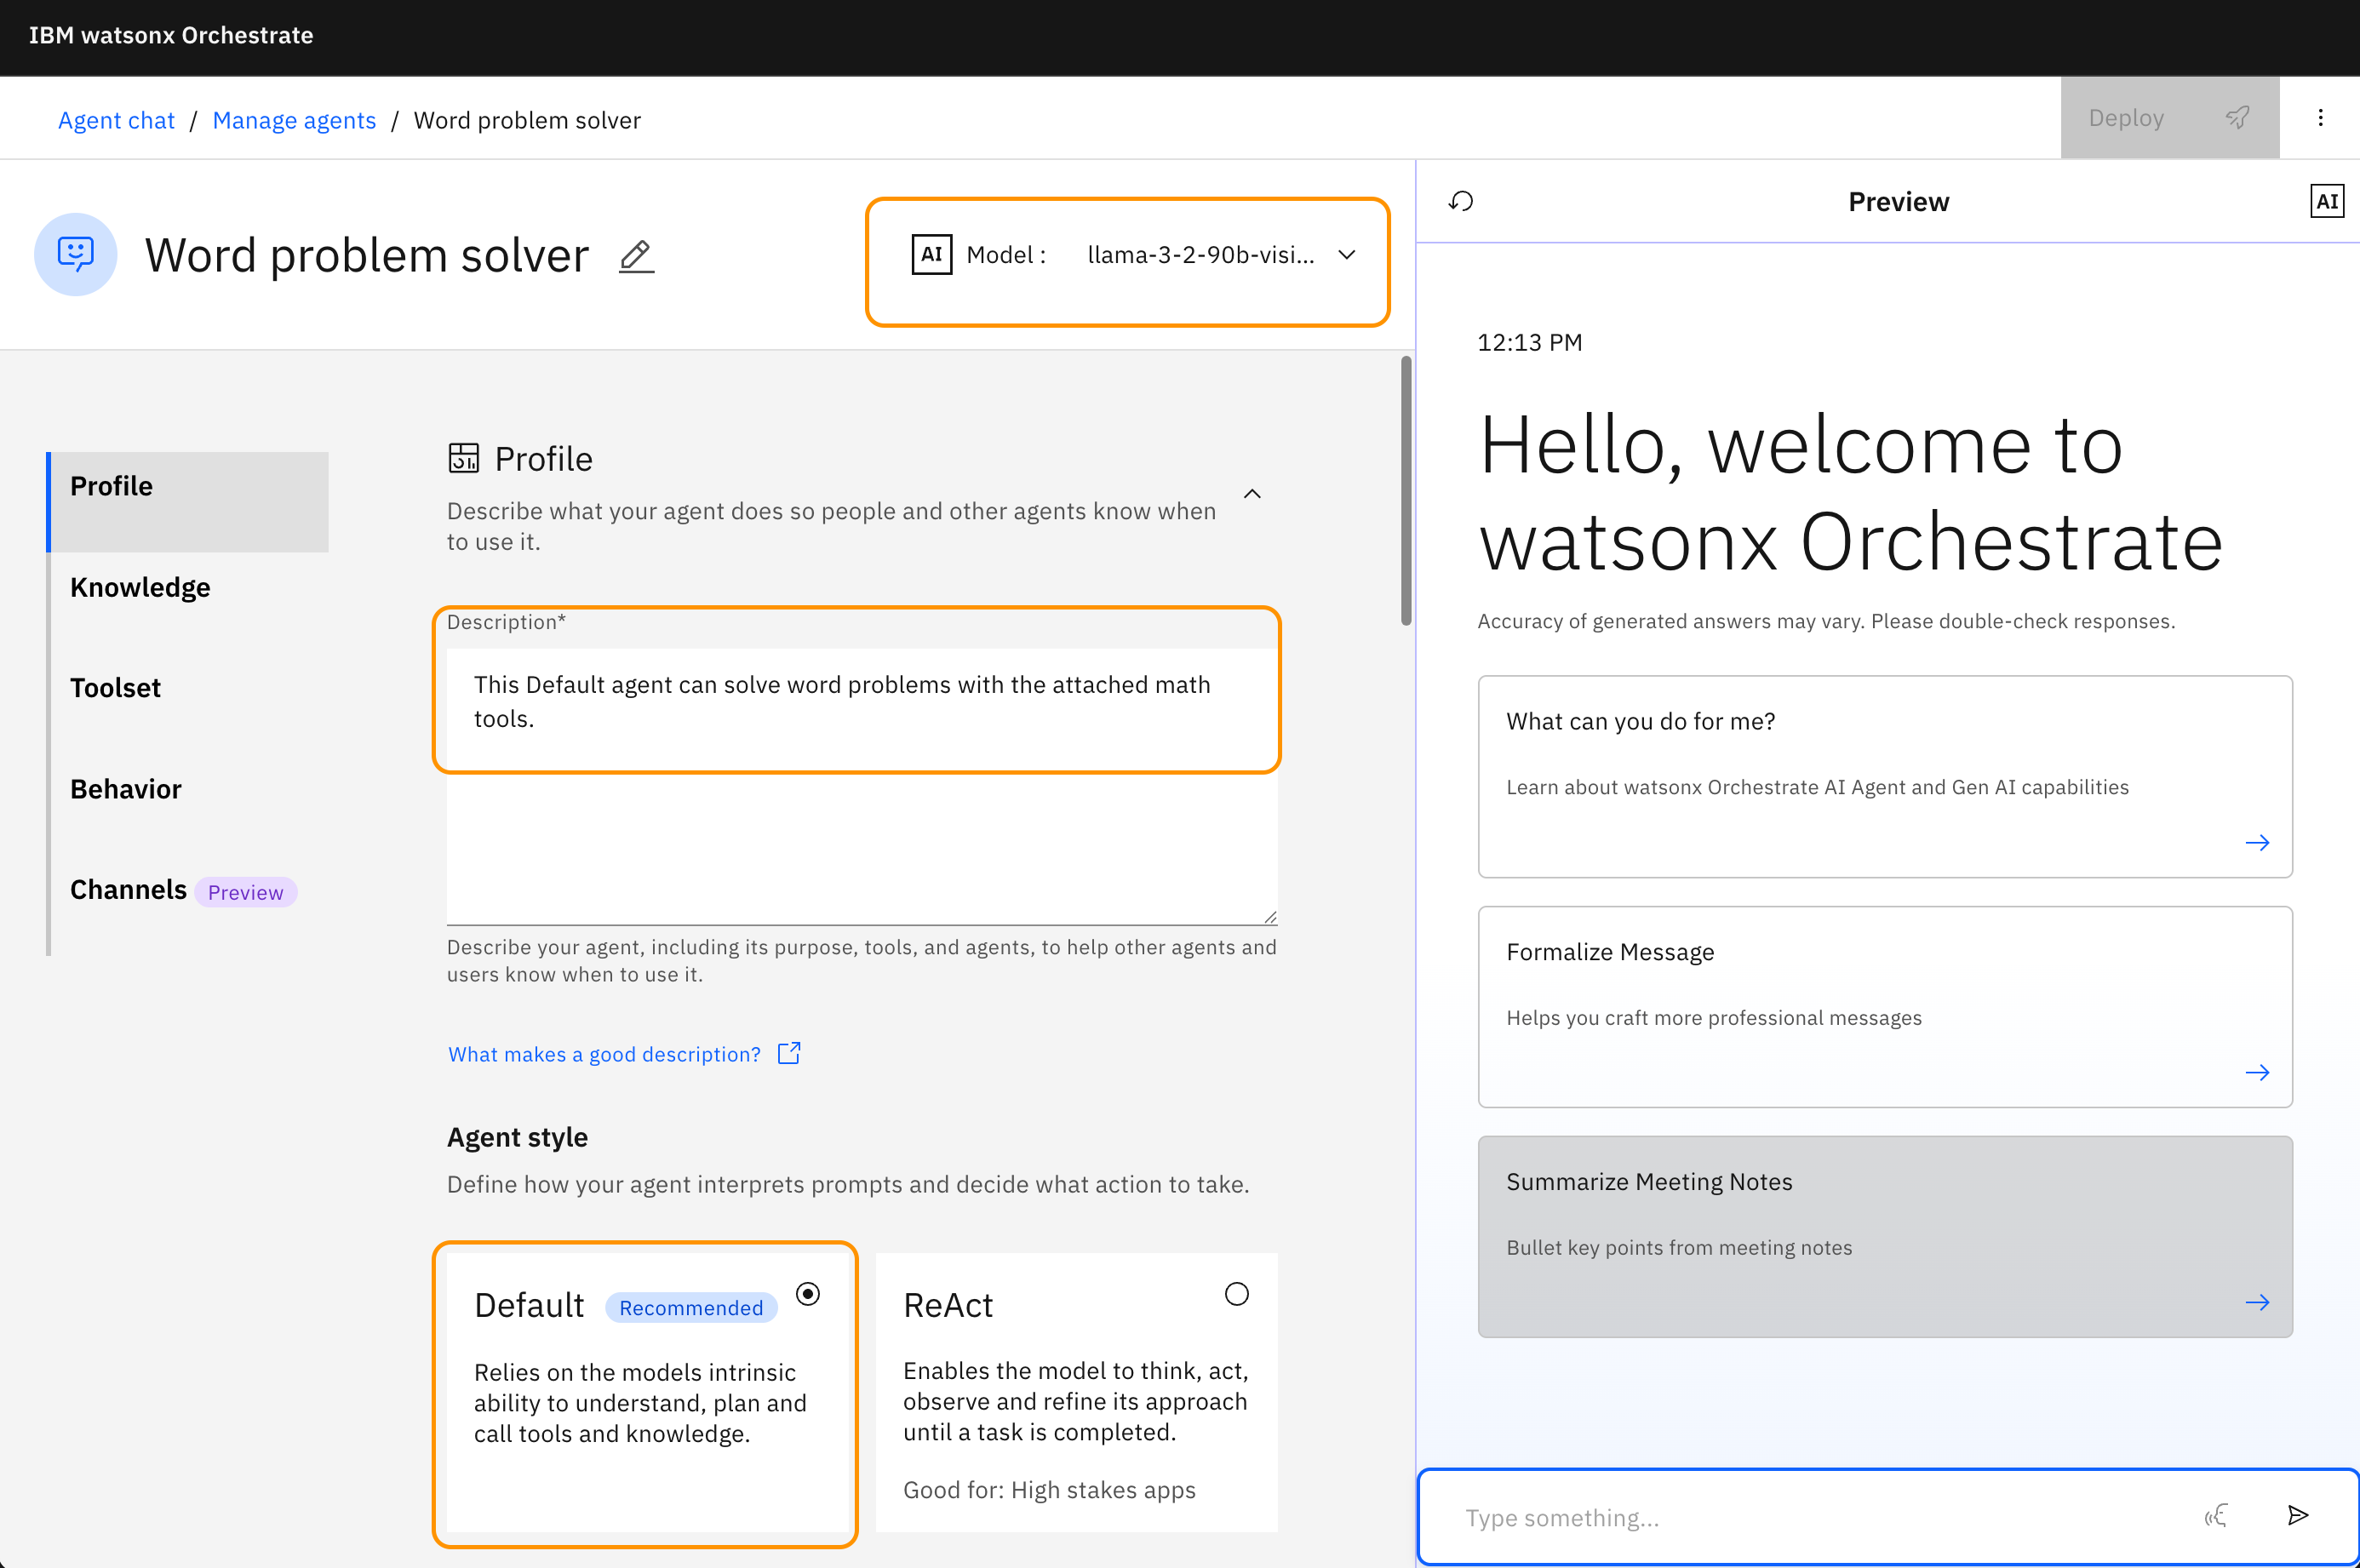 IBM watsonx Orchestrate
Agent chat / Manage agents / Word problem solver
Deploy
Word problem solver
AI Model : llama-3-2-90b-visi...
Preview
AI
Profile
Knowledge
Toolset
Behavior
Channels Preview
Profile
Describe what your agent does so people and other agents know when
to use it.
Description*
This Default agent can solve word problems with the attached math
tools.
Describe your agent, including its purpose, tools, and agents, to help other agents and
users know when to use it.
What makes a good description?
Agent style
Define how your agent interprets prompts and decide what action to take.
Default Recommended
Relies on the models intrinsic
ability to understand, plan and
call tools and knowledge.
ReAct
Enables the model to think, act,
observe and refine its approach
until a task is completed.
Good for: High stakes apps
12:13 PM
Hello, welcome to
watsonx Orchestrate
Accuracy of generated answers may vary. Please double-check responses.
What can you do for me?
Learn about watsonx Orchestrate AI Agent and Gen AI capabilities
Formalize Message
Helps you craft more professional messages
Summarize Meeting Notes
Bullet key points from meeting notes
Type something...